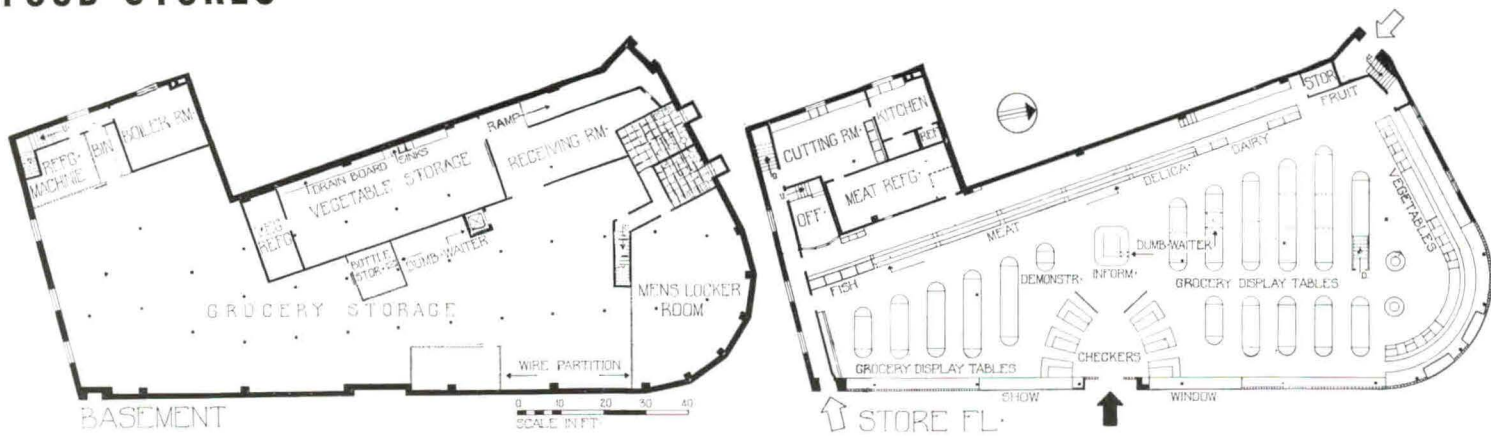 FOOD STORES
REFG·
MACHINE
BIN
BOILER RM·
DRAIN BOARD
SINKS
VEGETABLE STORAGE
RAMP
RECEIVING RM·
VEG·
REFG·
BOTTLE
STOR·
DUMB-WAITER
GROCERY STORAGE
MENS LOCKER
ROOM
WIRE PARTITION
BASEMENT
0 10 20 30 40
SCALE IN FT·
CUTTING RM·
KITCHEN
REF·
MEAT REFG·
OFF·
STOR·
FRUIT
DAIRY
DELICA·
MEAT
FISH
VEGETABLES
DUMB-WAITER
DEMONSTR·
INFORM·
GROCERY DISPLAY TABLES
GROCERY DISPLAY TABLES
CHECKERS
SHOW
WINDOW
STORE FL·